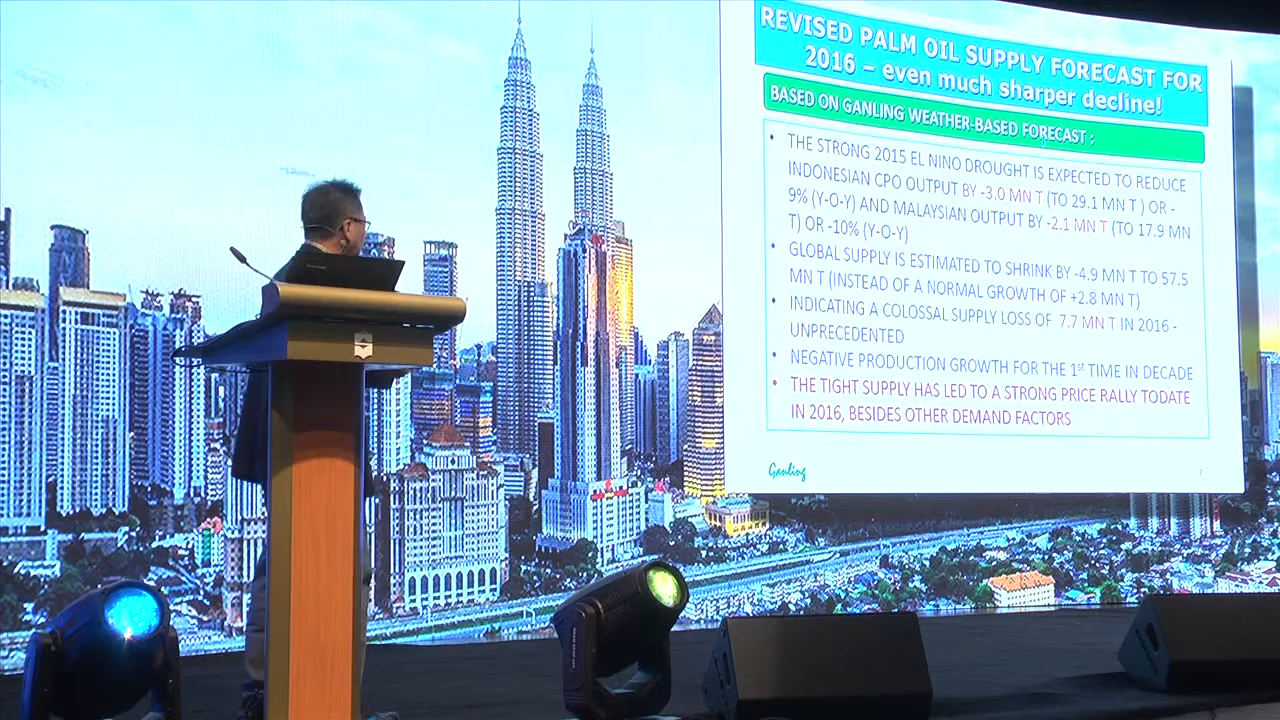 REVISED PALM OIL SUPPLY FORECAST FOR
2016 – even much sharper decline!
BASED ON GANLING WEATHER-BASED FORECAST :
• THE STRONG 2015 EL NINO DROUGHT IS EXPECTED TO REDUCE
INDONESIAN CPO OUTPUT BY -3.0 MN T (TO 29.1 MN T ) OR -
9% (Y-O-Y) AND MALAYSIAN OUTPUT BY -2.1 MN T (TO 17.9 MN
T) OR -10% (Y-O-Y)
• GLOBAL SUPPLY IS ESTIMATED TO SHRINK BY -4.9 MN T TO 57.5
MN T (INSTEAD OF A NORMAL GROWTH OF +2.8 MN T)
• INDICATING A COLOSSAL SUPPLY LOSS OF 7.7 MN T IN 2016 -
UNPRECEDENTED
• NEGATIVE PRODUCTION GROWTH FOR THE 1st TIME IN DECADE
• THE TIGHT SUPPLY HAS LED TO A STRONG PRICE RALLY TODATE
IN 2016, BESIDES OTHER DEMAND FACTORS
Ganling